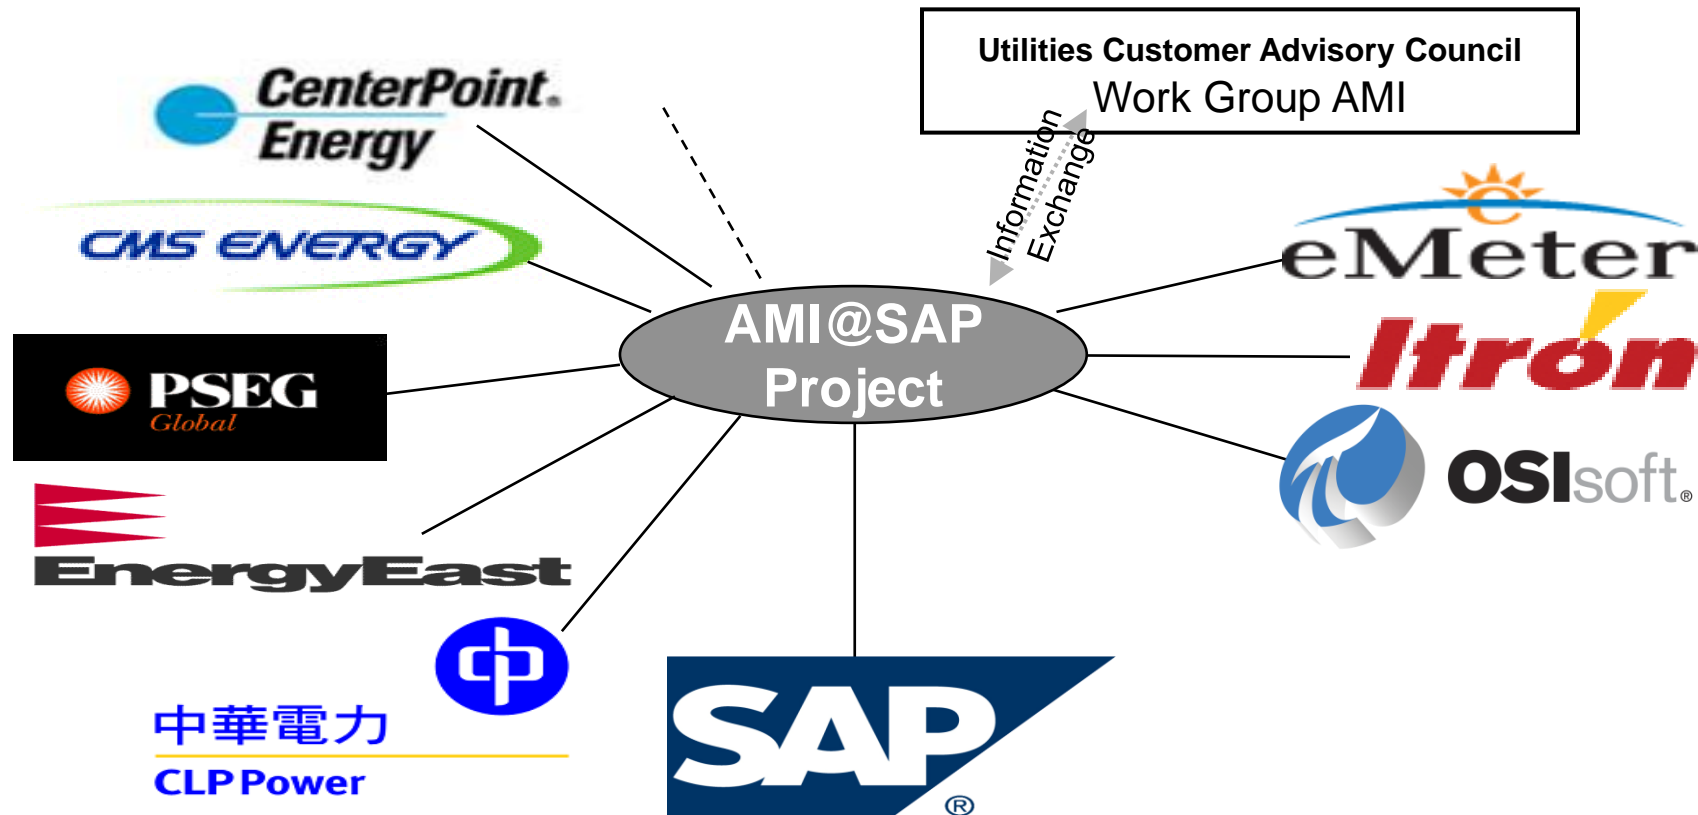 Utilities Customer Advisory Council
Work Group AMI
CenterPoint®
Energy
Information
Exchange
CMS ENERGY
eMeter
AMI@SAP
Project
Itron
PSEG
Global
OSIsoft®
EnergyEast
中華電力
CLP Power
SAP®